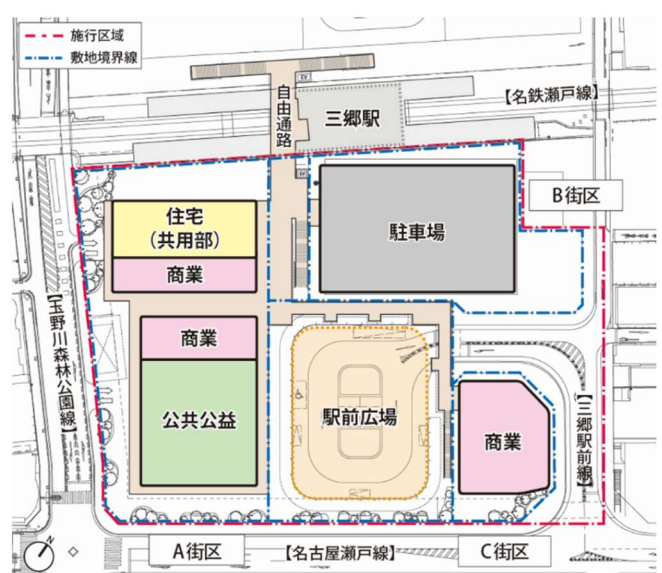 施行区域
敷地境界線
【名鉄瀬戸線】
自由通路
EV
三郷駅
EV
B街区
住宅
(共用部)
商業
駐車場
商業
公共公益
駅前広場
商業
【玉野川森林公園線】
【三郷駅前線】
N
A街区
【名古屋瀬戸線】
C街区